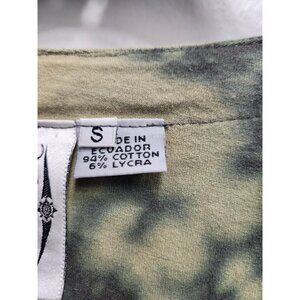 S
DE IN
ECUADOR
94% COTTON
6% LYCRA